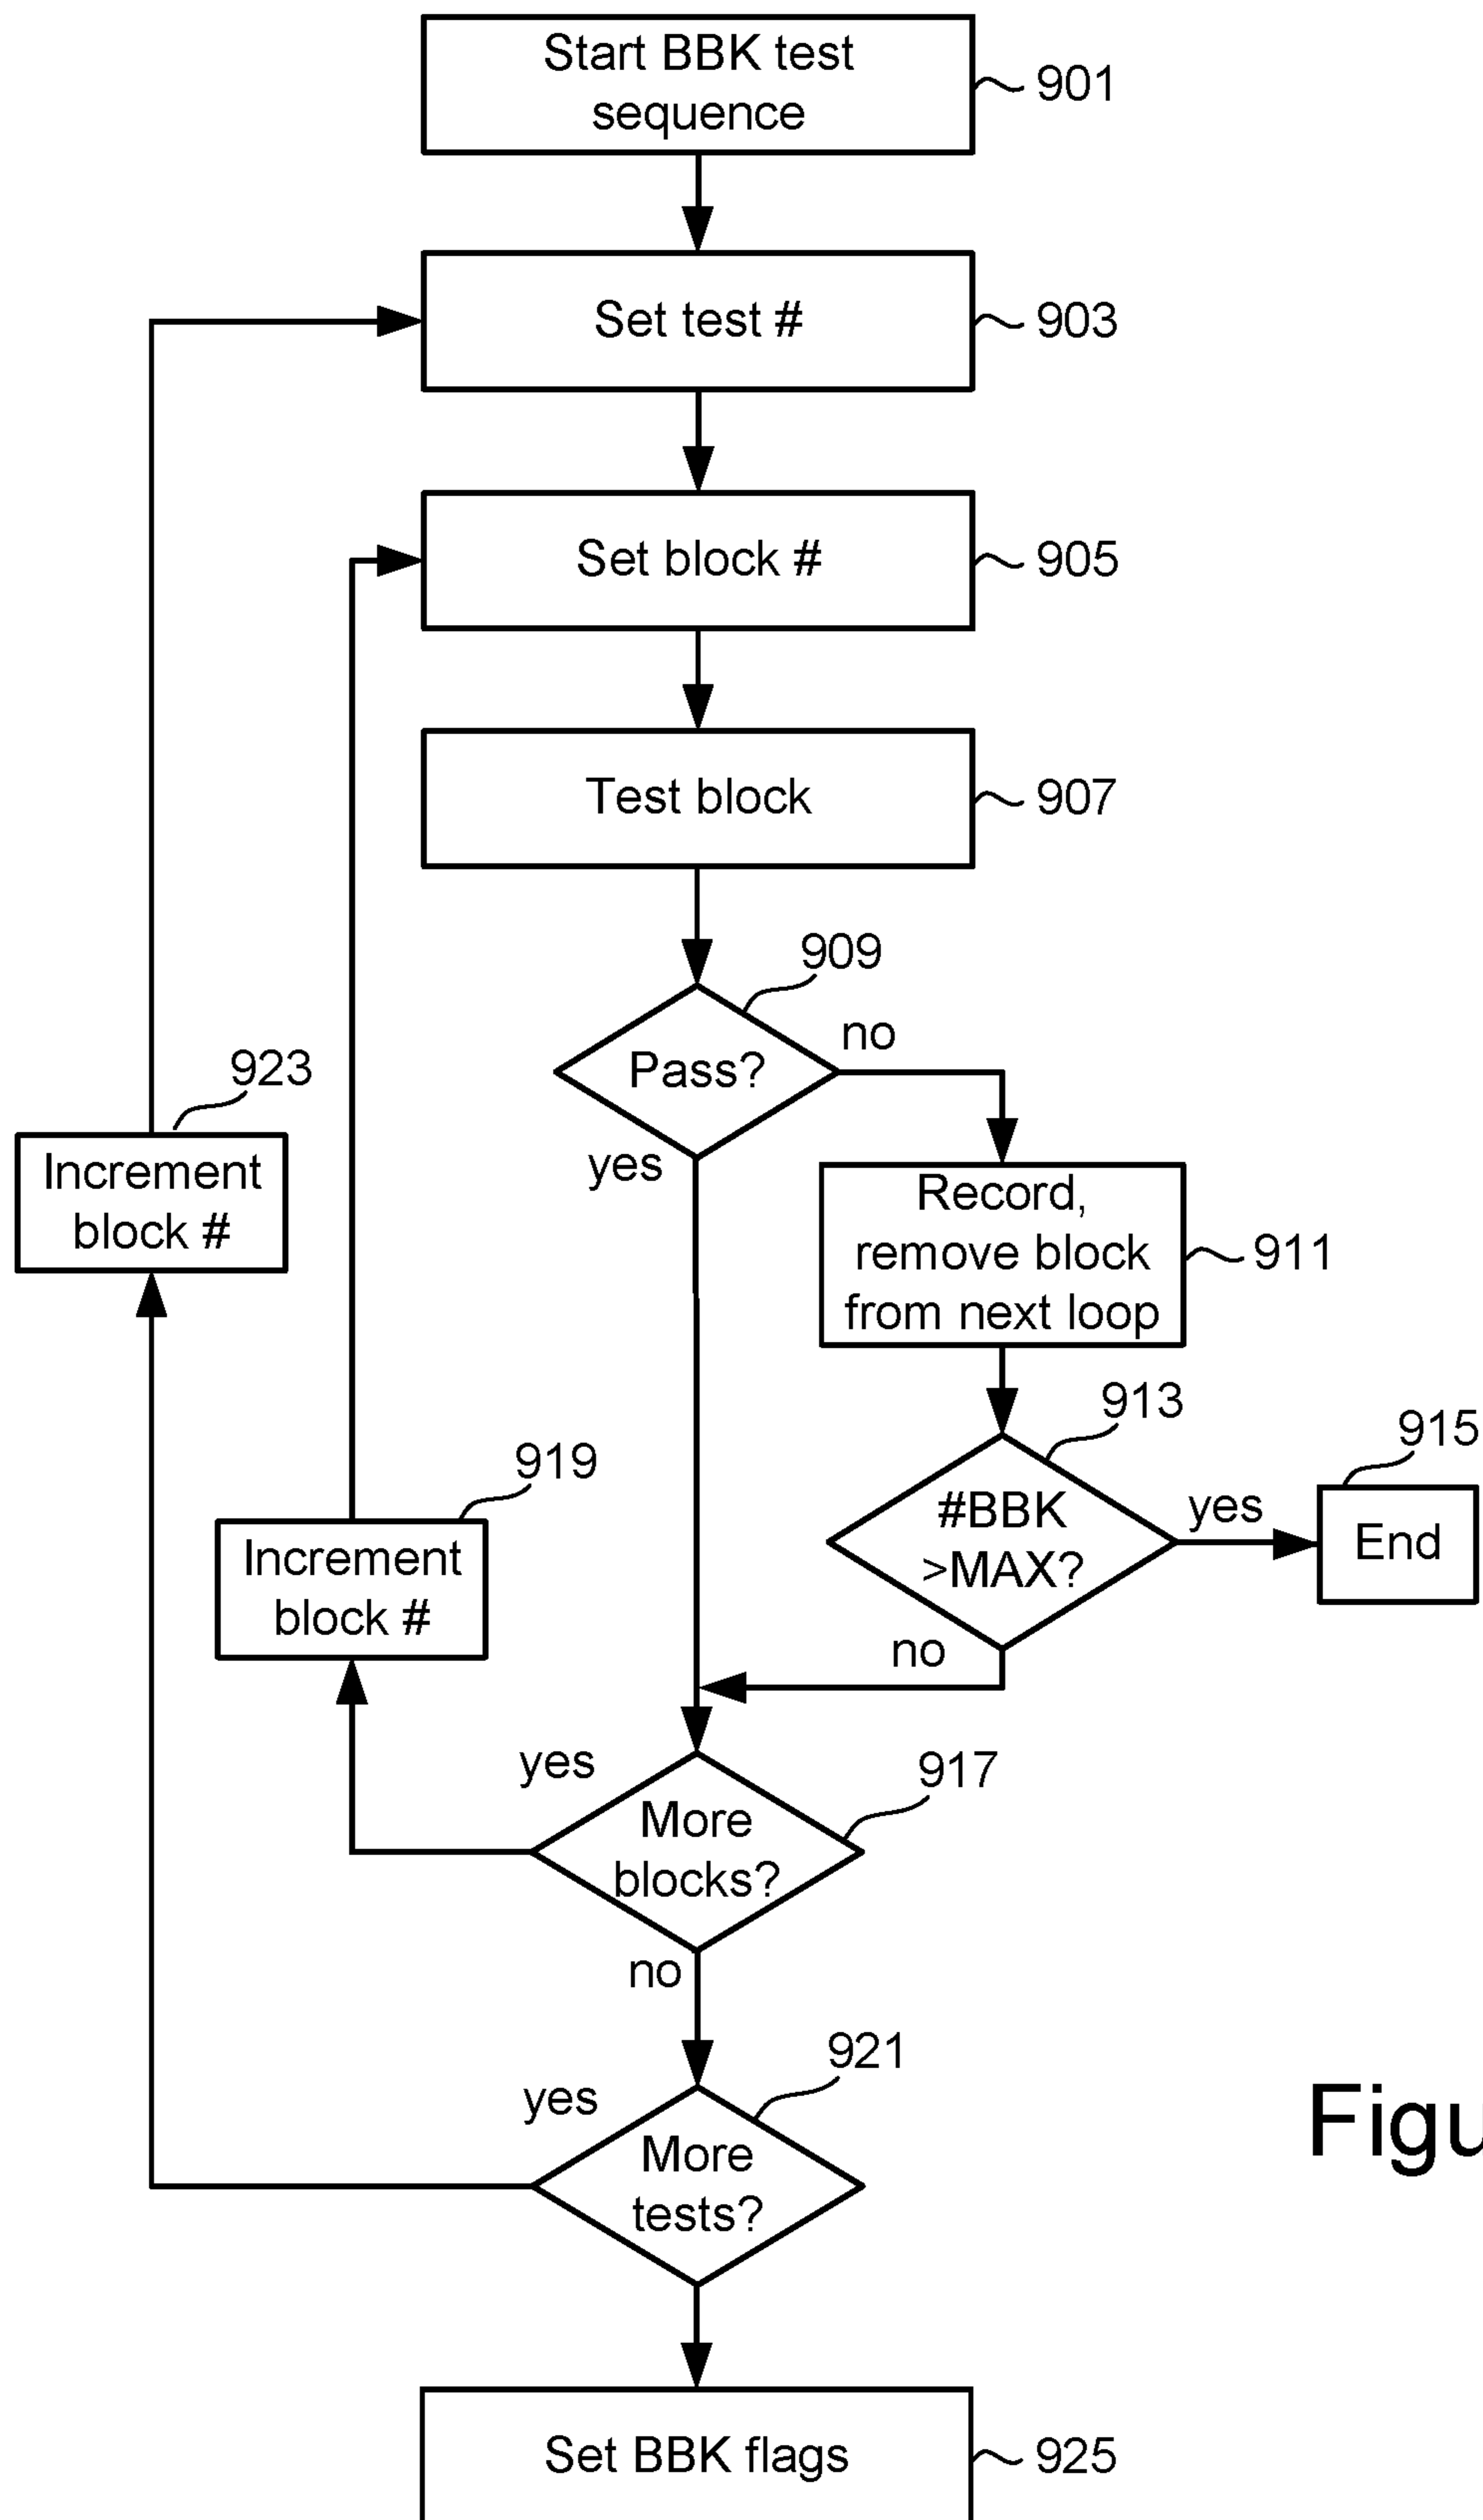 Start BBK test
sequence
901
Set test #
903
Set block #
905
Test block
907
909
Pass?
no
yes
923
Increment
block #
Record,
remove block
from next loop
911
913
915
#BBK
>MAX?
yes
End
no
919
Increment
block #
yes
917
More
blocks?
no
921
yes
More
tests?
Figu
Set BBK flags
925